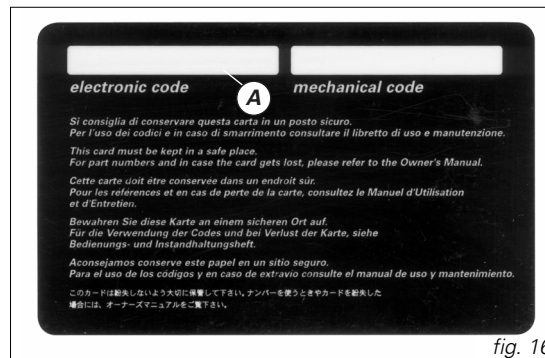 electronic code
A
mechanical code
Si consiglia di conservare questa carta in un posto sicuro.
Per l'uso dei codici e in caso di smarrimento consultare il libretto di uso e manutenzione.
This card must be kept in a safe place.
For part numbers and in case the card gets lost, please refer to the Owner's Manual.
Cette carte doit être conservée dans un endroit sûr.
Pour les références et en cas de perte de la carte, consultez le Manuel d'Utilisation
et d'Entretien.
Bewahren Sie diese Karte an einem sicheren Ort auf.
Für die Verwendung der Codes und bei Verlust der Karte, siehe
Bedienungs- und Instandhaltungsheft.
Aconsejamos conserve este papel en un sitio seguro.
Para el uso de los códigos y en caso de extravio consulte el manual de uso y mantenimiento.
このカードは紛失しないよう大切に保管して下さい。ナンバーを使うときやカードを紛失した
場合には、オーナーズマニュアルをご覧下さい。
fig. 16